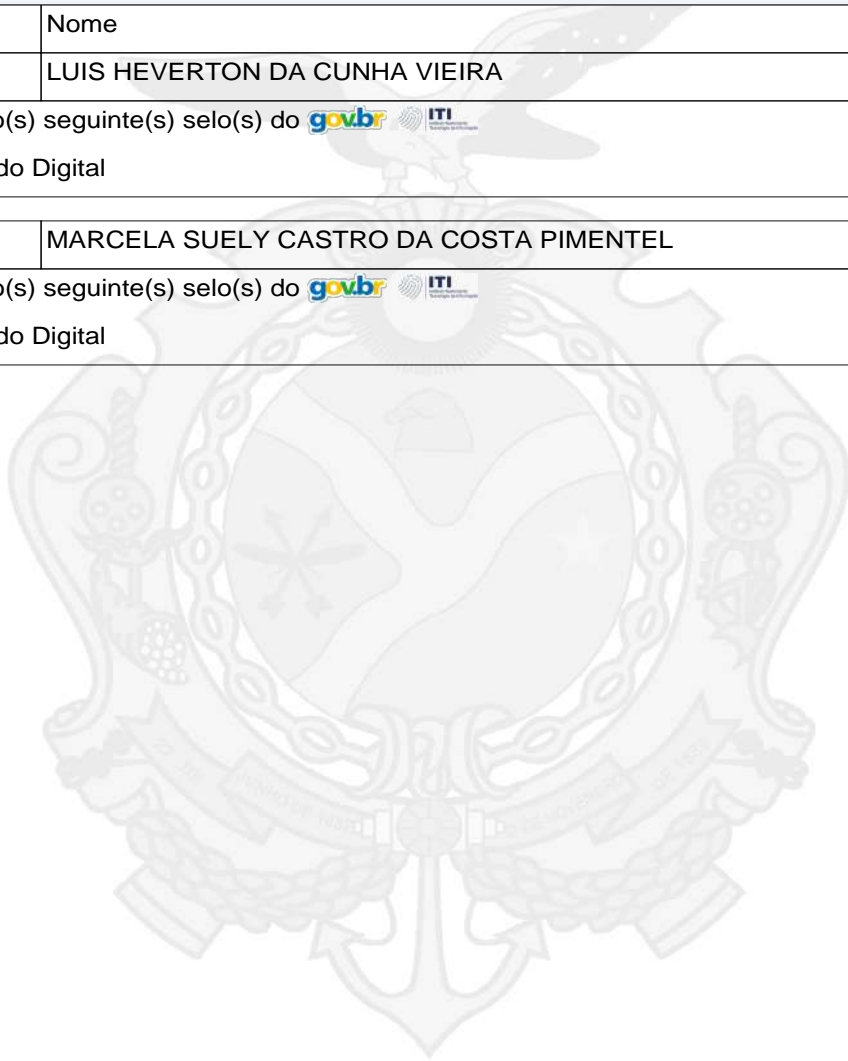 Nome
LUIS HEVERTON DA CUNHA VIEIRA
o(s) seguinte(s) selo(s) do gov.br ITI
do Digital
MARCELA SUELY CASTRO DA COSTA PIMENTEL
o(s) seguinte(s) selo(s) do gov.br ITI
do Digital